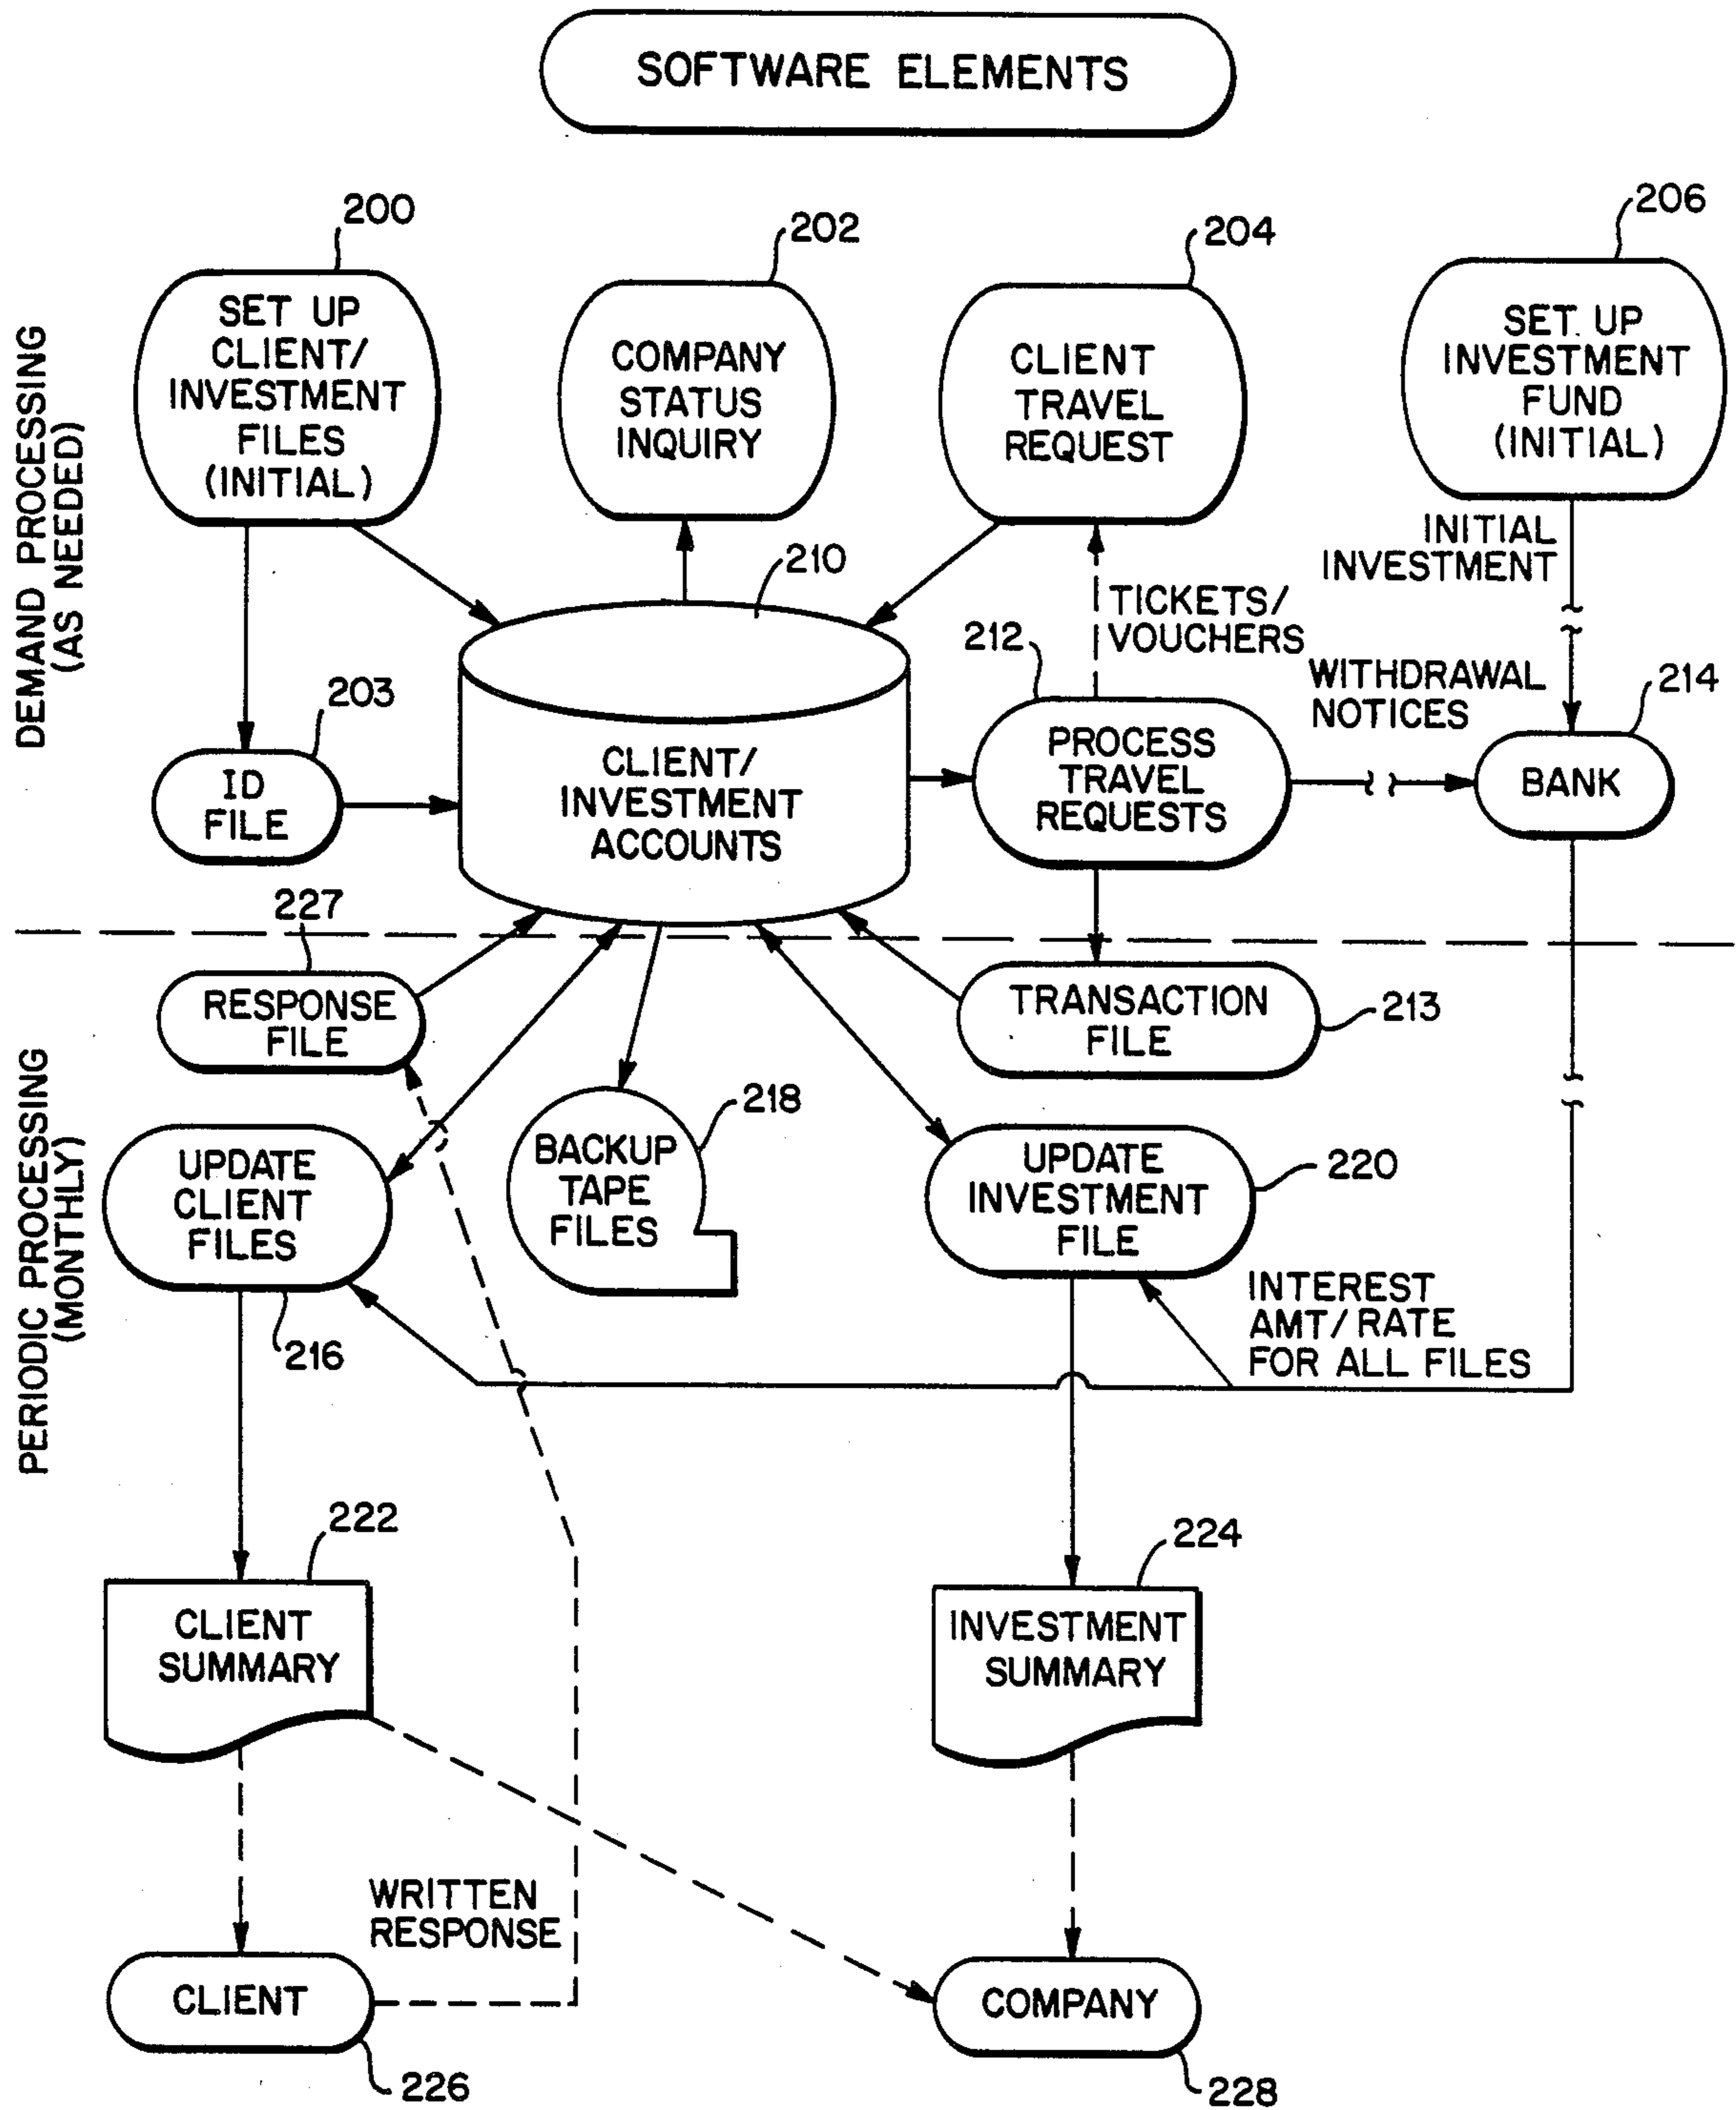 SOFTWARE ELEMENTS
200
202
204
206
SET UP
CLIENT/
INVESTMENT
FILES
(INITIAL)
COMPANY
STATUS
INQUIRY
CLIENT
TRAVEL
REQUEST
SET UP
INVESTMENT
FUND
(INITIAL)
DEMAND PROCESSING
(AS NEEDED)
INITIAL
INVESTMENT
210
TICKETS/
VOUCHERS
212
WITHDRAWAL
NOTICES
214
203
ID
FILE
CLIENT/
INVESTMENT
ACCOUNTS
PROCESS
TRAVEL
REQUESTS
BANK
227
RESPONSE
FILE
TRANSACTION
FILE
213
PERIODIC PROCESSING
(MONTHLY)
218
UPDATE
CLIENT
FILES
BACKUP
TAPE
FILES
UPDATE
INVESTMENT
FILE
220
216
INTEREST
AMT/RATE
FOR ALL FILES
222
224
CLIENT
SUMMARY
INVESTMENT
SUMMARY
WRITTEN
RESPONSE
CLIENT
COMPANY
226
228